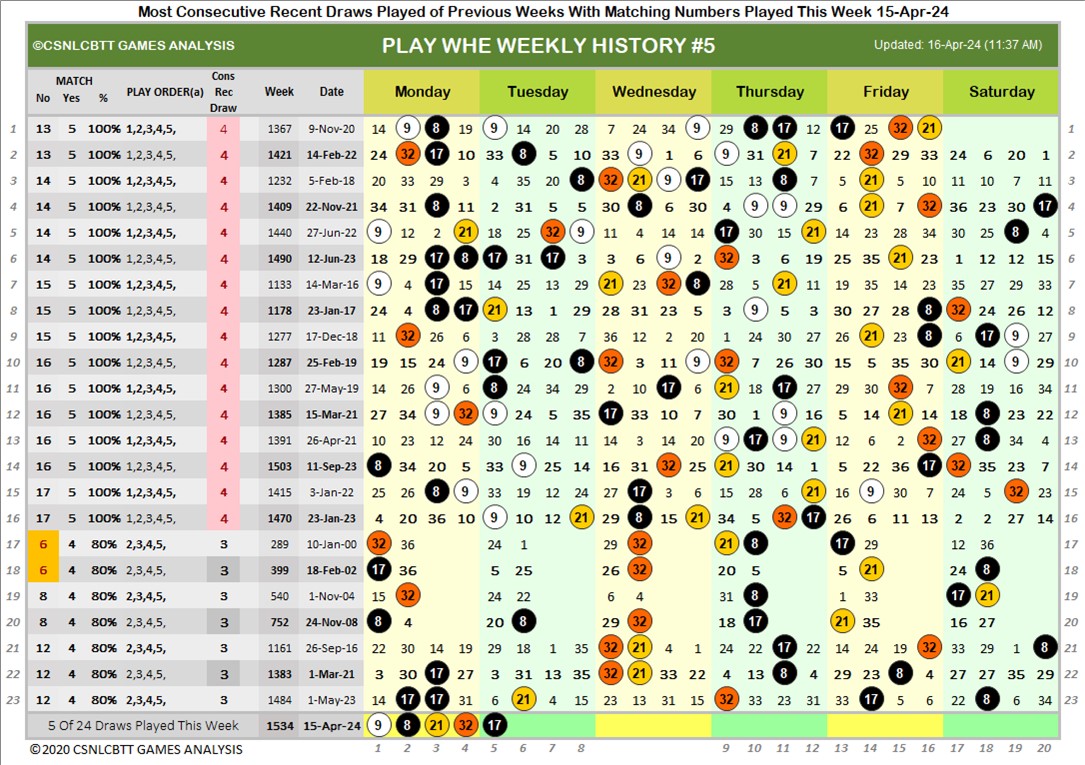 Most Consecutive Recent Draws Played of Previous Weeks With Matching Numbers Played This Week 15-Apr-24
©CSNLCBTT GAMES ANALYSIS PLAY WHE WEEKLY HISTORY #5 Updated: 16-Apr-24 (11:37 AM)
MATCH Cons
No Yes % PLAY ORDER(a) Rec Week Date Monday Tuesday Wednesday Thursday Friday Saturday
Draw
1 13 5 100% 1,2,3,4,5, 4 1367 9-Nov-20 14 9 8 19 9 14 20 28 7 24 34 9 29 8 17 12 17 25 32 21 1
2 13 5 100% 1,2,3,4,5, 4 1421 14-Feb-22 24 32 17 10 33 8 5 10 33 9 1 6 9 31 21 7 22 32 29 33 24 6 20 1 2
3 14 5 100% 1,2,3,4,5, 4 1232 5-Feb-18 20 33 29 3 4 35 20 8 32 21 9 17 15 13 8 7 5 21 5 10 11 10 7 11 3
4 14 5 100% 1,2,3,4,5, 4 1409 22-Nov-21 34 31 8 11 2 31 5 5 30 8 6 30 4 9 9 29 6 21 7 32 36 23 30 17 4
5 14 5 100% 1,2,3,4,5, 4 1440 27-Jun-22 9 12 2 21 18 25 32 9 11 4 14 14 17 30 15 21 14 23 28 34 30 25 8 4 5
6 14 5 100% 1,2,3,4,5, 4 1490 12-Jun-23 18 29 17 8 17 31 17 3 3 6 9 2 32 3 6 19 25 35 21 23 1 12 12 15 6
7 15 5 100% 1,2,3,4,5, 4 1133 14-Mar-16 9 4 17 15 14 25 13 29 21 23 32 8 28 5 21 11 19 35 14 23 35 27 29 33 7
8 15 5 100% 1,2,3,4,5, 4 1178 23-Jan-17 24 4 8 17 21 13 1 29 28 31 23 5 3 9 5 3 30 27 28 8 32 24 26 12 8
9 15 5 100% 1,2,3,4,5, 4 1277 17-Dec-18 11 32 26 6 3 28 28 7 36 12 2 20 1 24 30 27 26 21 23 8 6 17 9 27 9
10 16 5 100% 1,2,3,4,5, 4 1287 25-Feb-19 19 15 24 9 17 6 20 8 32 3 11 9 32 7 26 30 15 5 35 30 21 14 9 29 10
11 16 5 100% 1,2,3,4,5, 4 1300 27-May-19 14 26 9 6 8 24 34 29 2 10 17 6 21 18 17 27 29 30 32 7 28 19 16 34 11
12 16 5 100% 1,2,3,4,5, 4 1385 15-Mar-21 27 34 9 32 9 24 5 35 17 33 10 7 30 1 9 16 5 14 21 14 18 8 23 22 12
13 16 5 100% 1,2,3,4,5, 4 1391 26-Apr-21 10 23 12 24 30 16 14 11 14 3 14 20 9 17 9 21 12 6 2 32 27 8 34 4 13
14 16 5 100% 1,2,3,4,5, 4 1503 11-Sep-23 8 34 20 5 33 9 25 14 16 31 32 25 21 30 14 1 5 22 36 17 32 35 23 7 14
15 17 5 100% 1,2,3,4,5, 4 1415 3-Jan-22 25 26 8 9 33 19 12 24 27 17 3 6 15 28 6 21 16 9 30 7 24 5 32 23 15
16 17 5 100% 1,2,3,4,5, 4 1470 23-Jan-23 4 20 36 10 9 10 12 21 29 8 15 21 34 5 32 17 26 6 11 13 2 2 27 14 16
17 6 4 80% 2,3,4,5, 3 289 10-Jan-00 32 36 24 1 29 32 21 8 17 29 12 36 17
18 6 4 80% 2,3,4,5, 3 399 18-Feb-02 17 36 5 25 26 32 20 5 5 21 24 8 18
19 8 4 80% 2,3,4,5, 3 540 1-Nov-04 15 32 24 22 6 4 31 8 1 33 17 21 19
20 8 4 80% 2,3,4,5, 3 752 24-Nov-08 8 4 20 8 29 32 18 17 21 35 16 27 20
21 12 4 80% 2,3,4,5, 3 1161 26-Sep-16 22 30 14 19 29 18 1 35 32 21 4 1 24 22 17 22 14 24 19 32 33 29 1 8 21
22 12 4 80% 2,3,4,5, 3 1383 1-Mar-21 3 30 17 27 3 31 13 35 32 21 33 22 4 13 8 4 29 23 8 4 27 27 35 29 22
23 12 4 80% 2,3,4,5, 3 1484 1-May-23 14 17 17 31 6 21 4 15 23 13 31 15 32 33 23 31 33 17 5 6 22 8 6 34 23
5 Of 24 Draws Played This Week 1534 15-Apr-24 9 8 21 32 17
©2020 CSNLCBTT GAMES ANALYSIS 1 2 3 4 5 6 7 8 9 10 11 12 13 14 15 16 17 18 19 20